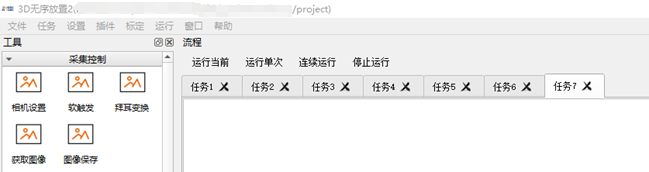 3D无序放置2( /project)
文件 任务 设置 插件 标定 运行 窗口 帮助
工具
流程
采集控制
运行当前 运行单次 连续运行 停止运行
任务1 任务2 任务3 任务4 任务5 任务6 任务7
相机设置 软触发 拜耳变换
获取图像 图像保存